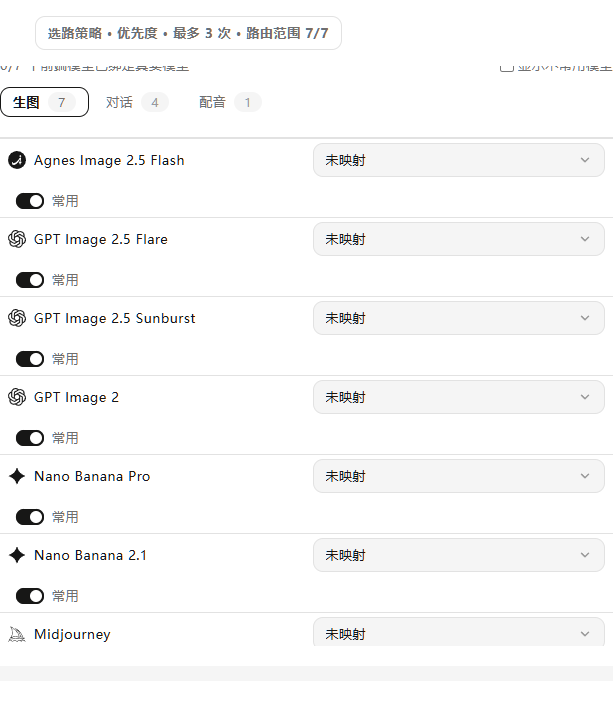 选路策略 • 优先度 • 最多 3 次 • 路由范围 7/7
生图 7 对话 4 配音 1
Agnes Image 2.5 Flash 未映射
常用
GPT Image 2.5 Flare 未映射
常用
GPT Image 2.5 Sunburst 未映射
常用
GPT Image 2 未映射
常用
Nano Banana Pro 未映射
常用
Nano Banana 2.1 未映射
常用
Midjourney 未映射